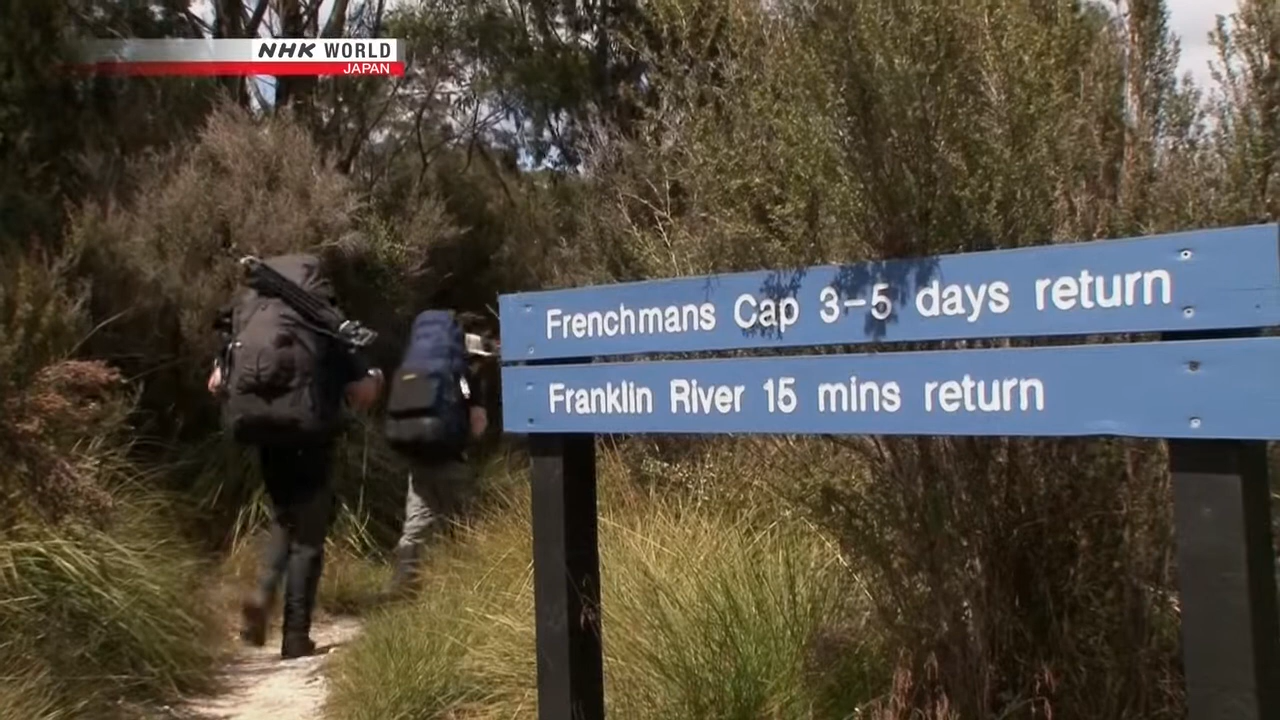 NHK WORLD
JAPAN
Frenchmans Cap 3-5 days return
Franklin River 15 mins return